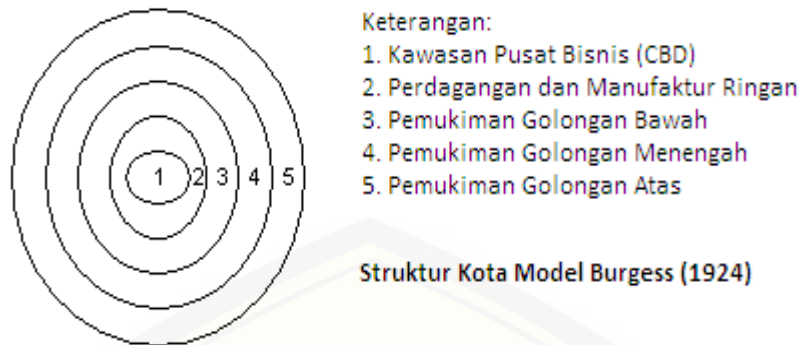 Keterangan:
1. Kawasan Pusat Bisnis (CBD)
2. Perdagangan dan Manufaktur Ringan
3. Pemukiman Golongan Bawah
4. Pemukiman Golongan Menengah
5. Pemukiman Golongan Atas
1 2 3 4 5
Struktur Kota Model Burgess (1924)